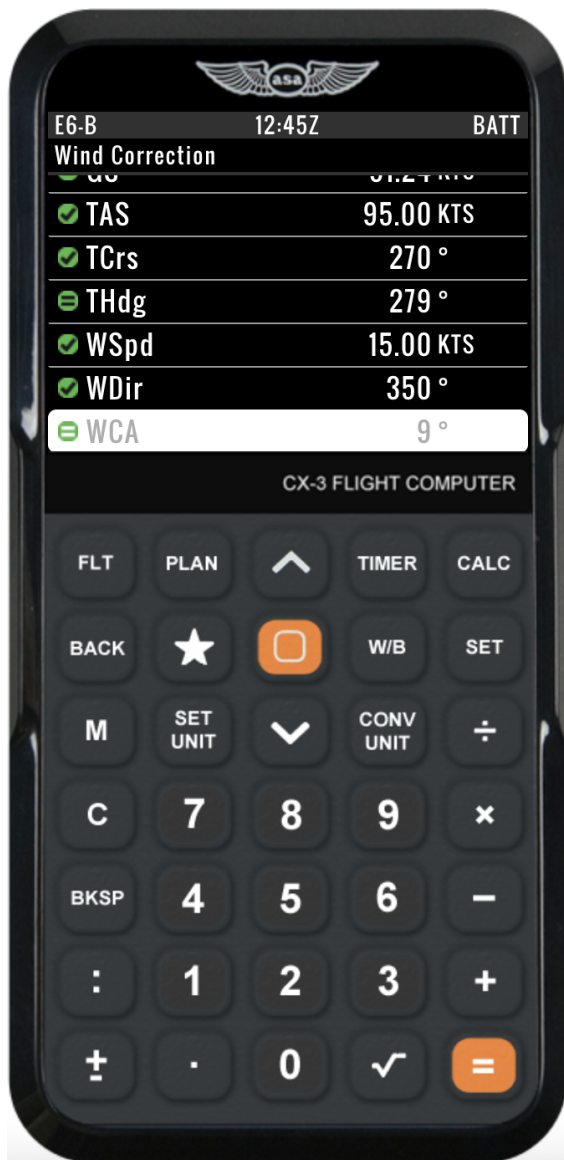 asa
E6-B 12:45Z BATT
Wind Correction
TAS 95.00 KTS
TCrs 270 °
THdg 279 °
WSpd 15.00 KTS
WDir 350 °
WCA 9 °
CX-3 FLIGHT COMPUTER
FLT PLAN TIMER CALC
BACK W/B SET
M SET UNIT CONV UNIT ÷
C 7 8 9 ×
BKSP 4 5 6 −
: 1 2 3 +
± . 0 √ =